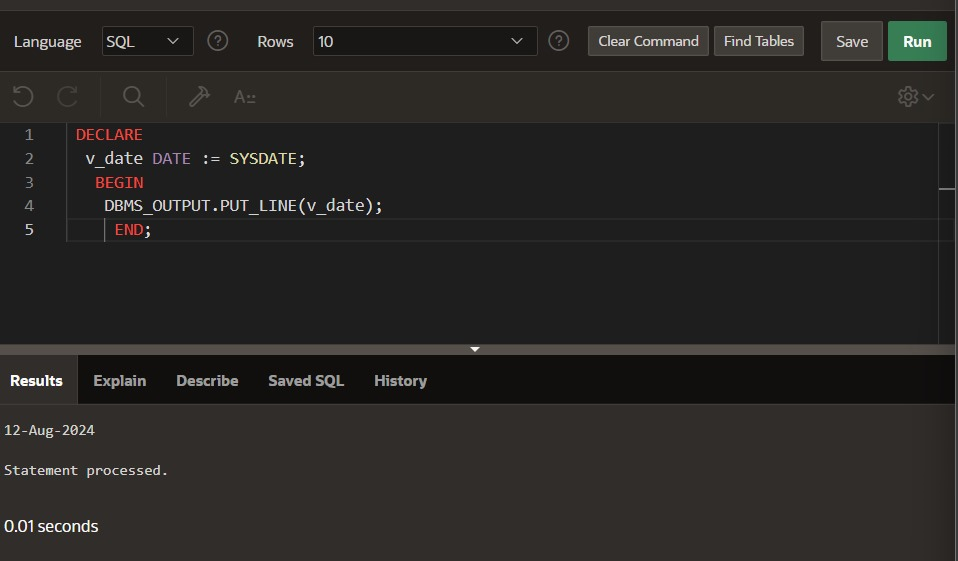 Language SQL ? Rows 10 ? Clear Command Find Tables Save Run
A
1 DECLARE
2 v_date DATE := SYSDATE;
3 BEGIN
4 DBMS_OUTPUT.PUT_LINE(v_date);
5 END;
Results Explain Describe Saved SQL History
12-Aug-2024
Statement processed.
0.01 seconds